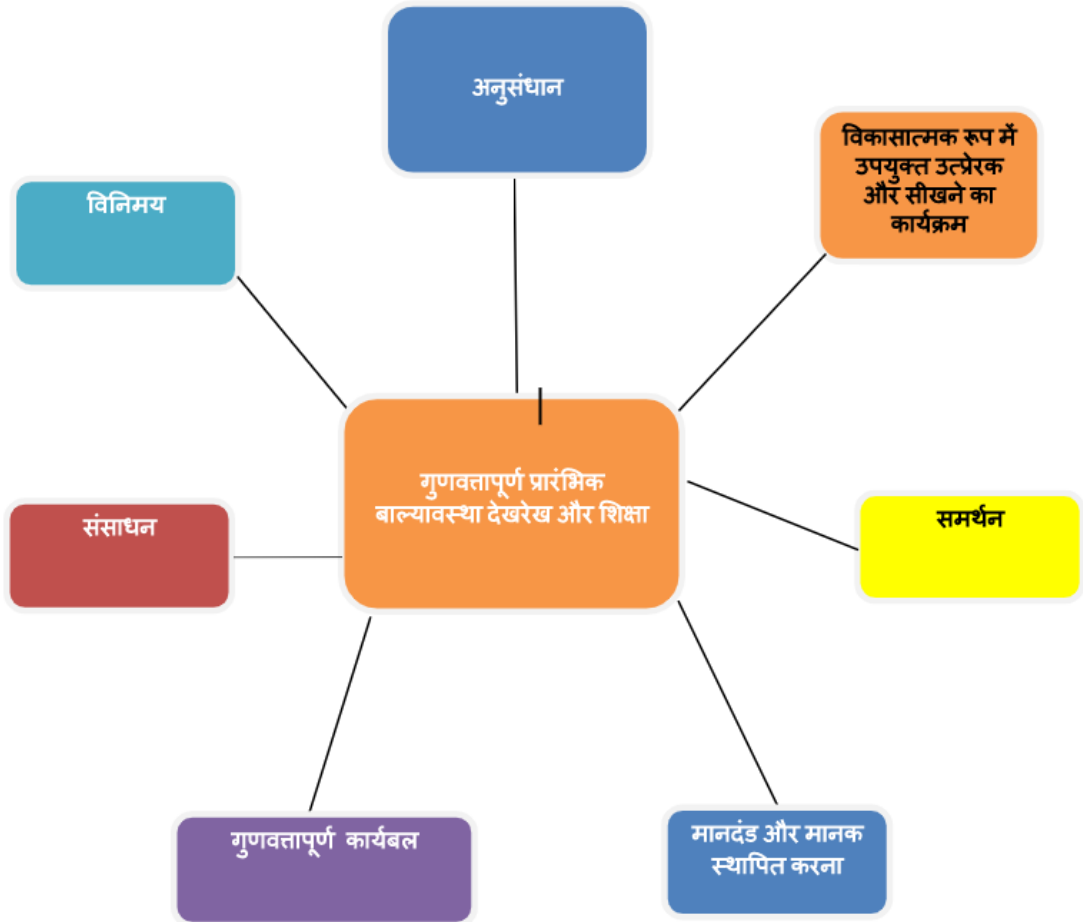 अनुसंधान
विकासात्मक रूप में
उपयुक्त उत्प्रेरक
और सीखने का
कार्यक्रम
विनिमय
गुणवत्तापूर्ण प्रारंभिक
बाल्यावस्था देखरेख और शिक्षा
संसाधन
समर्थन
गुणवत्तापूर्ण कार्यबल
मानदंड और मानक
स्थापित करना